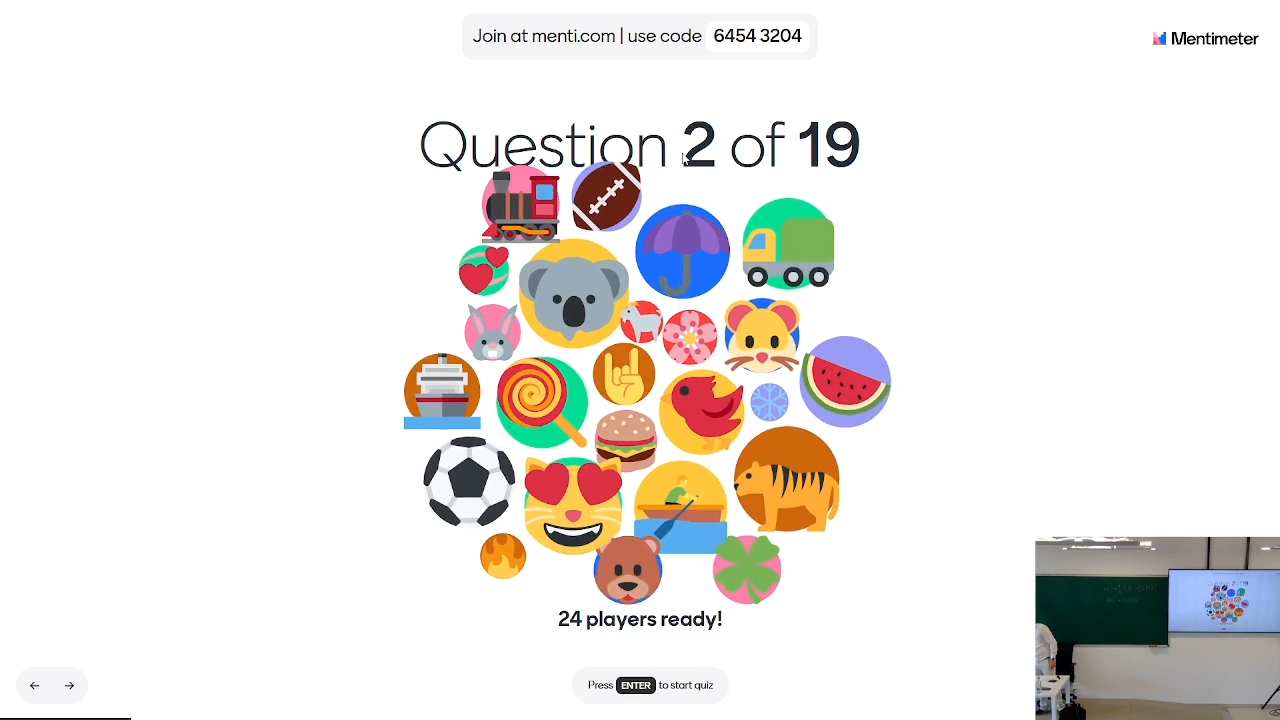 Join at menti.com | use code 6454 3204
Mentimeter
Question 2 of 19
24 players ready!
Press ENTER to start quiz